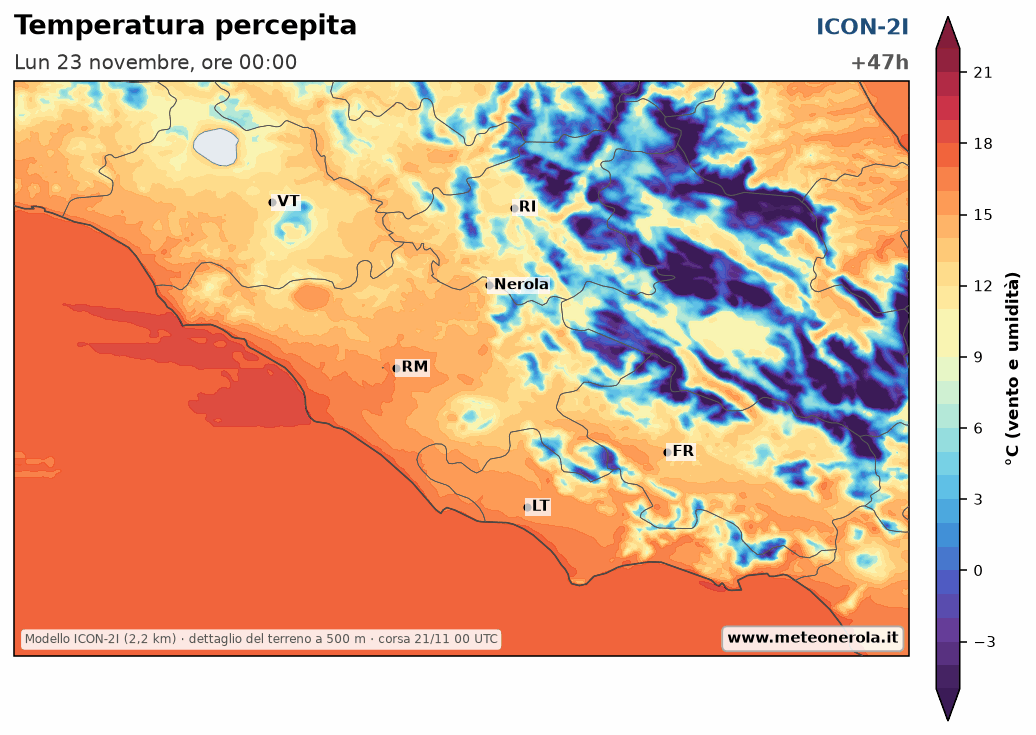 Temperatura percepita
ICON-2I
Lun 23 novembre, ore 00:00
+47h
VT
RI
Nerola
RM
FR
LT
Modello ICON-2I (2,2 km) · dettaglio del terreno a 500 m · corsa 21/11 00 UTC
www.meteonerola.it
21
18
15
12
9
6
3
0
−3
°C (vento e umidità)